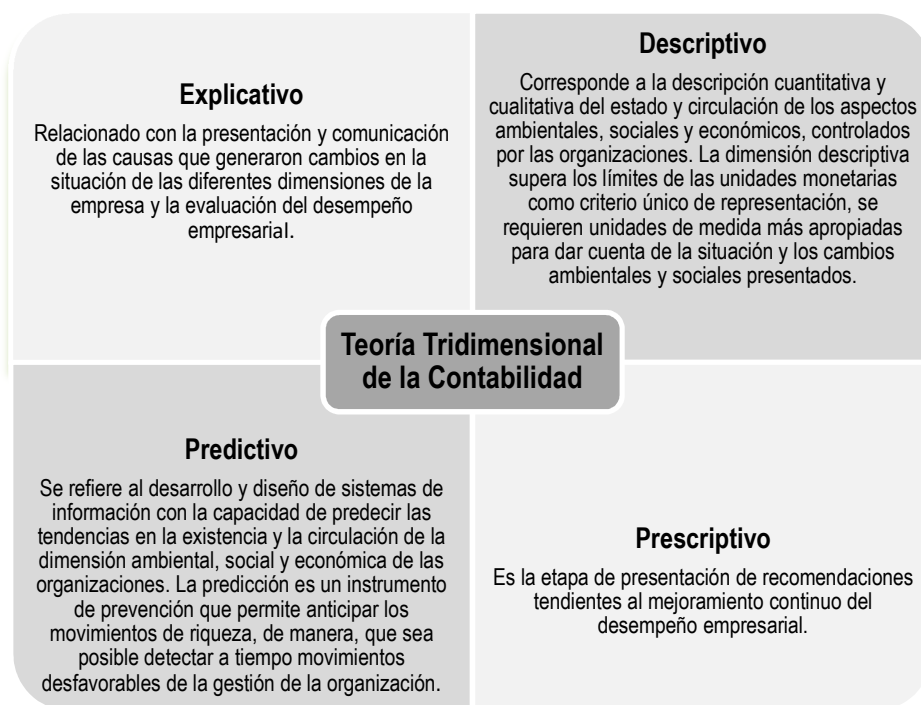 Explicativo
Relacionado con la presentación y comunicación
de las causas que generaron cambios en la
situación de las diferentes dimensiones de la
empresa y la evaluación del desempeño
empresarial.
Descriptivo
Corresponde a la descripción cuantitativa y
cualitativa del estado y circulación de los aspectos
ambientales, sociales y económicos, controlados
por las organizaciones. La dimensión descriptiva
supera los límites de las unidades monetarias
como criterio único de representación, se
requieren unidades de medida más apropiadas
para dar cuenta de la situación y los cambios
ambientales y sociales presentados.
Teoría Tridimensional
de la Contabilidad
Predictivo
Se refiere al desarrollo y diseño de sistemas de
información con la capacidad de predecir las
tendencias en la existencia y la circulación de la
dimensión ambiental, social y económica de las
organizaciones. La predicción es un instrumento
de prevención que permite anticipar los
movimientos de riqueza, de manera, que sea
posible detectar a tiempo movimientos
desfavorables de la gestión de la organización.
Prescriptivo
Es la etapa de presentación de recomendaciones
tendientes al mejoramiento continuo del
desempeño empresarial.